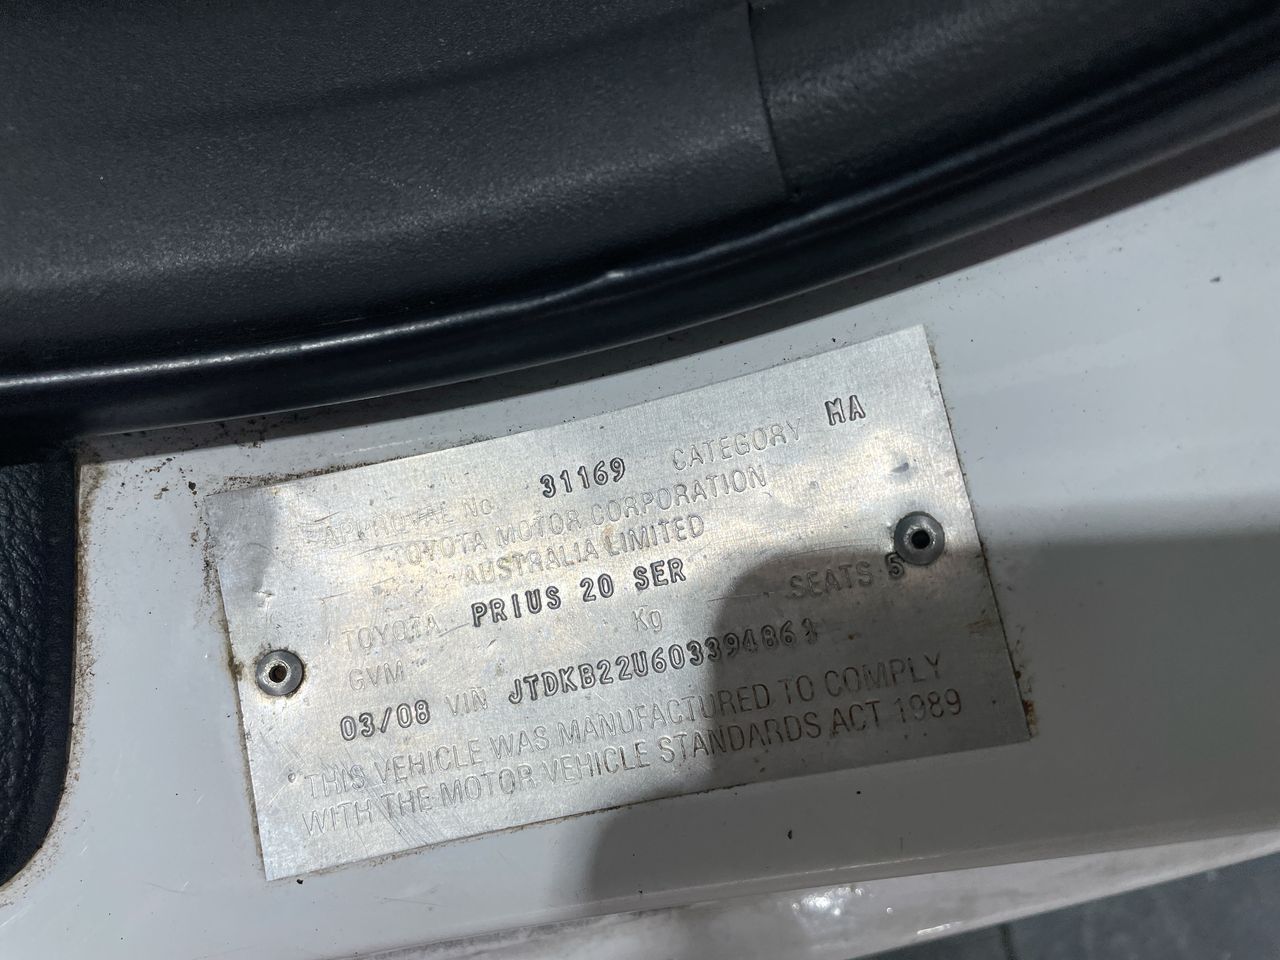 APPROVAL No 31169 CATEGORY MA
TOYOTA MOTOR CORPORATION
AUSTRALIA LIMITED
TOYOTA PRIUS 20 SER SEATS 5
GVM Kg
03/08 VIN JTDKB22U603394861
THIS VEHICLE WAS MANUFACTURED TO COMPLY
WITH THE MOTOR VEHICLE STANDARDS ACT 1989